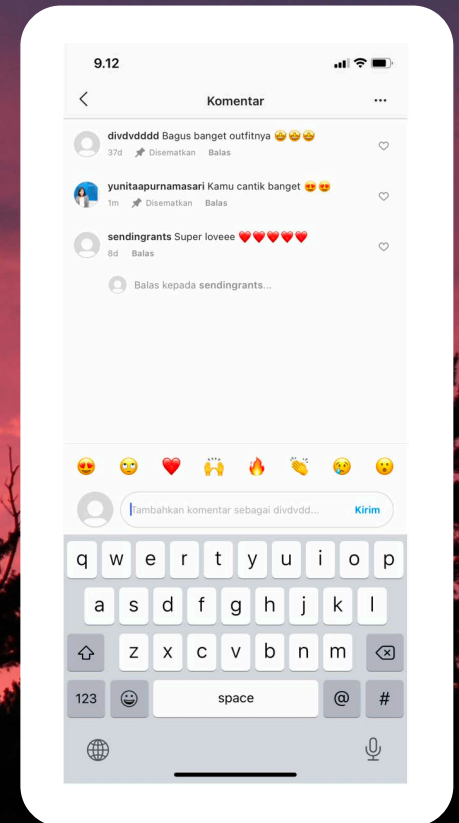 9.12
Komentar
divdvdddd Bagus banget outfitnya 🤩🤩🤩
37d 📌 Disematkan Balas
yunitaapurnamasari Kamu cantik banget 😍😍
1m 📌 Disematkan Balas
sendingrants Super loveee ❤️❤️❤️❤️❤️
8d Balas
Balas kepada sendingrants...
😍 🙄 ❤️ 🙌 🔥 👏 😢 😮
Tambahkan komentar sebagai divdvdd... Kirim
q w e r t y u i o p
a s d f g h j k l
z x c v b n m
123 space @ #